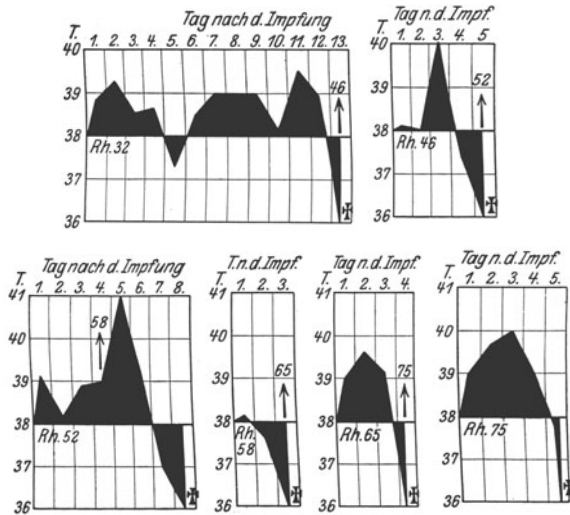 Tag nach d. Impfung
T. 1. 2. 3. 4. 5. 6. 7. 8. 9. 10. 11. 12. 13.
40
39
38
37
36
46
Rh. 32
Tag n. d. Impf.
T. 1. 2. 3. 4. 5
40
39
38
37
36
52
Rh. 46
Tag nach d. Impfung
T. 1. 2. 3. 4. 5. 6. 7. 8.
41
40
39
38
37
36
58
Rh. 52
T. n. d. Impf.
T. 1. 2. 3.
41
40
39
38
37
36
65
Rh.
58
Tag n. d. Impf.
T. 1. 2. 3. 4.
41
40
39
38
37
36
75
Rh. 65
Tag n. d. Impf.
T. 1. 2. 3. 4. 5.
41
40
39
38
37
36
Rh. 75